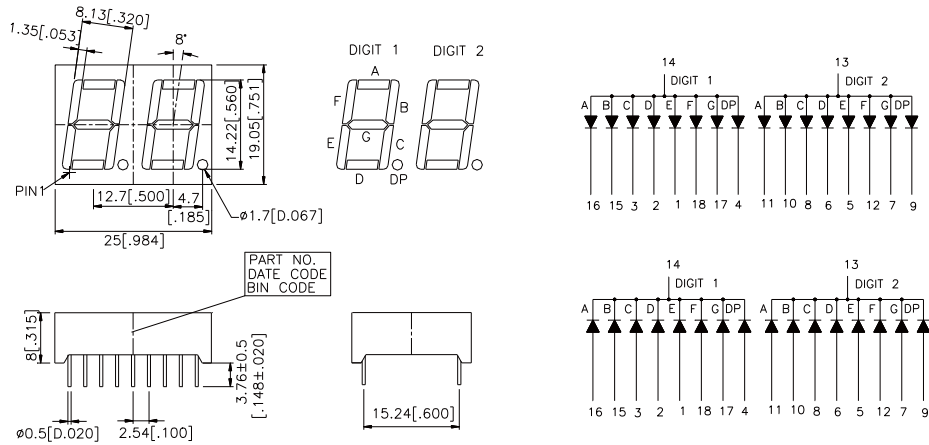 8.13[.320]
1.35[.053]
8°
14.22[.560]
19.05[.751]
PIN1
12.7[.500]
4.7
[.185]
ø1.7[D.067]
25[.984]
DIGIT 1 DIGIT 2
A
F B
G
E C
D DP
14
DIGIT 1
A B C D E F G DP
16 15 3 2 1 18 17 4
13
DIGIT 2
A B C D E F G DP
11 10 8 6 5 12 7 9
PART NO.
DATE CODE
BIN CODE
8[.315]
3.76±0.5
[.148±.020]
ø0.5[D.020]
2.54[.100]
15.24[.600]
14
DIGIT 1
A B C D E F G DP
16 15 3 2 1 18 17 4
13
DIGIT 2
A B C D E F G DP
11 10 8 6 5 12 7 9